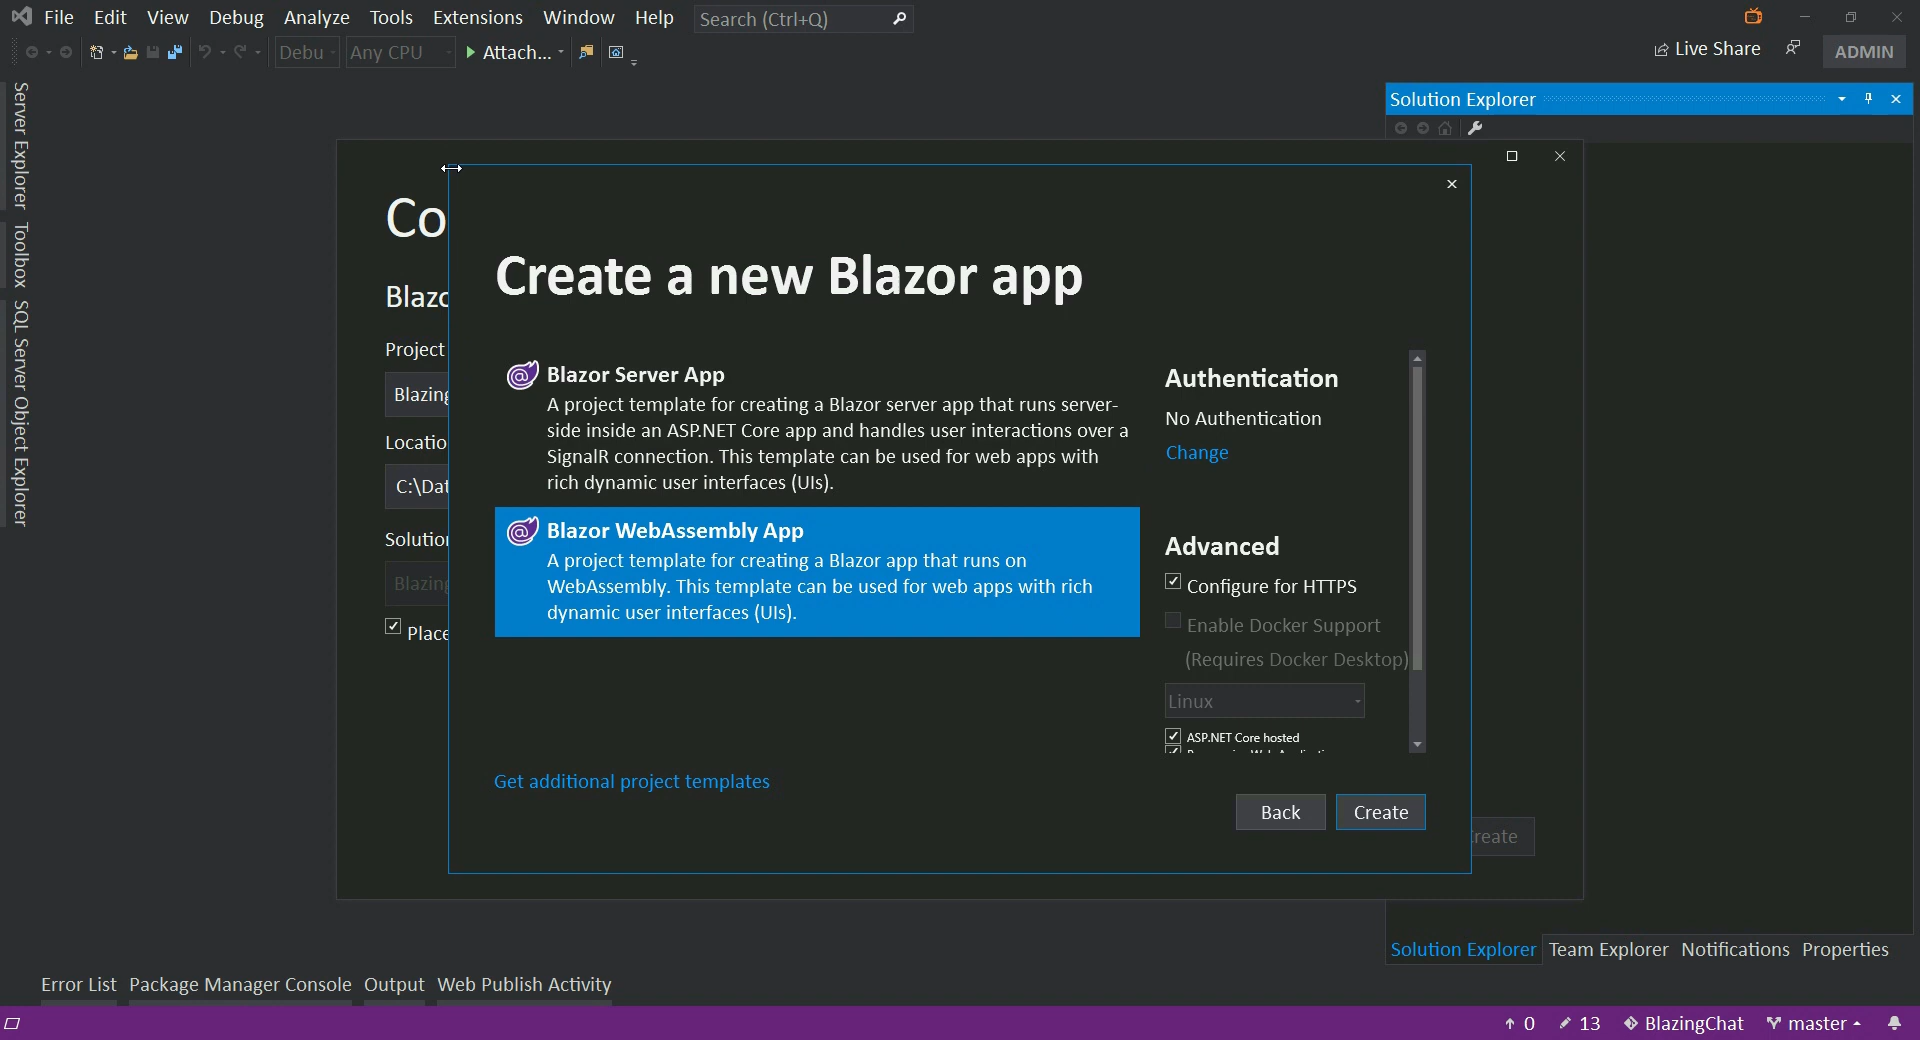 File Edit View Debug Analyze Tools Extensions Window Help Search (Ctrl+Q)
Debu Any CPU Attach... Live Share ADMIN
Server Explorer
Toolbox
SQL Server Object Explorer
Solution Explorer
Co
Create a new Blazor app
Project
Blazor Server App
A project template for creating a Blazor server app that runs server-
side inside an ASP.NET Core app and handles user interactions over a
SignalR connection. This template can be used for web apps with
rich dynamic user interfaces (UIs).
Blazor WebAssembly App
A project template for creating a Blazor app that runs on
WebAssembly. This template can be used for web apps with rich
dynamic user interfaces (UIs).
Authentication
No Authentication
Change
Advanced
Configure for HTTPS
Enable Docker Support
(Requires Docker Desktop)
Linux
ASP.NET Core hosted
Blazo
Blazing
Locatio
C:\Dat
Solution
Blazing
Place
Get additional project templates
Back Create
reate
Solution Explorer Team Explorer Notifications Properties
Error List Package Manager Console Output Web Publish Activity
0 13 BlazingChat master